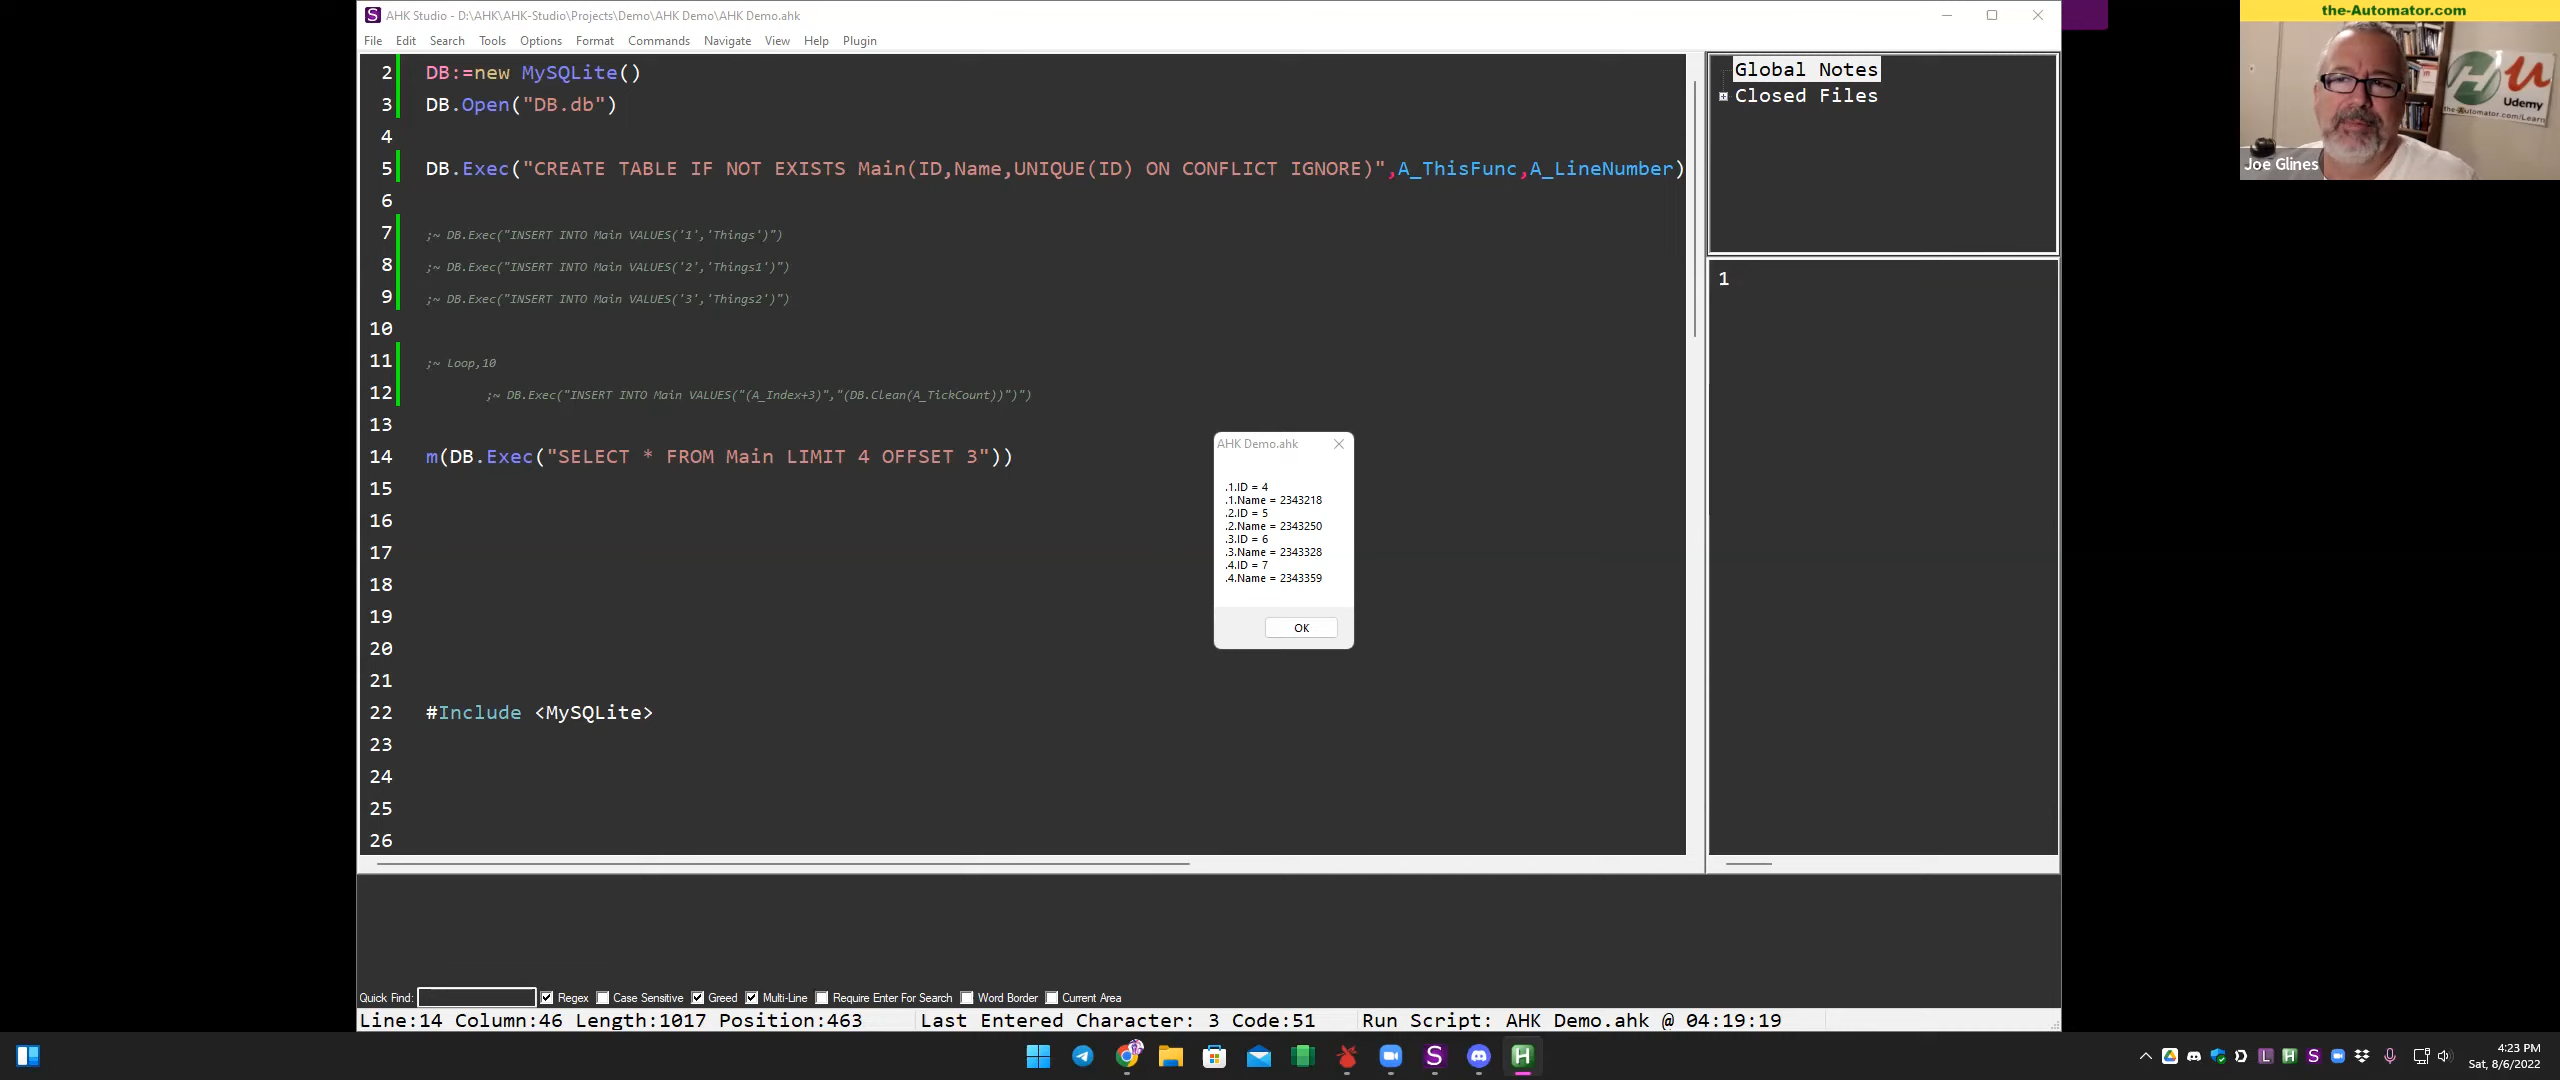 AHK Studio - D:\AHK\AHK-Studio\Projects\Demo\AHK Demo\AHK Demo.ahk
File Edit Search Tools Options Format Commands Navigate View Help Plugin
2 DB:=new MySQLite()
3 DB.Open("DB.db")
4
5 DB.Exec("CREATE TABLE IF NOT EXISTS Main(ID,Name,UNIQUE(ID) ON CONFLICT IGNORE)",A_ThisFunc,A_LineNumber)
6
7 ;~ DB.Exec("INSERT INTO Main VALUES('1','Things')")
8 ;~ DB.Exec("INSERT INTO Main VALUES('2','Things1')")
9 ;~ DB.Exec("INSERT INTO Main VALUES('3','Things2')")
10
11 ;~ Loop,10
12 ;~ DB.Exec("INSERT INTO Main VALUES("(A_Index+3)","(DB.Clean(A_TickCount))")")
13
14 m(DB.Exec("SELECT * FROM Main LIMIT 4 OFFSET 3"))
15
16
17
18
19
20
21
22 #Include <MySQLite>
23
24
25
26
AHK Demo.ahk
.1.ID = 4
.1.Name = 2343218
.2.ID = 5
.2.Name = 2343250
.3.ID = 6
.3.Name = 2343328
.4.ID = 7
.4.Name = 2343359
OK
Global Notes
Closed Files
1
the-Automator.com
Udemy
the-Automator.com/Learn
Joe Glines
Quick Find: Regex Case Sensitive Greed Multi-Line Require Enter For Search Word Border Current Area
Line:14 Column:46 Length:1017 Position:463 Last Entered Character: 3 Code:51 Run Script: AHK Demo.ahk @ 04:19:19
4:23 PM
Sat, 8/6/2022